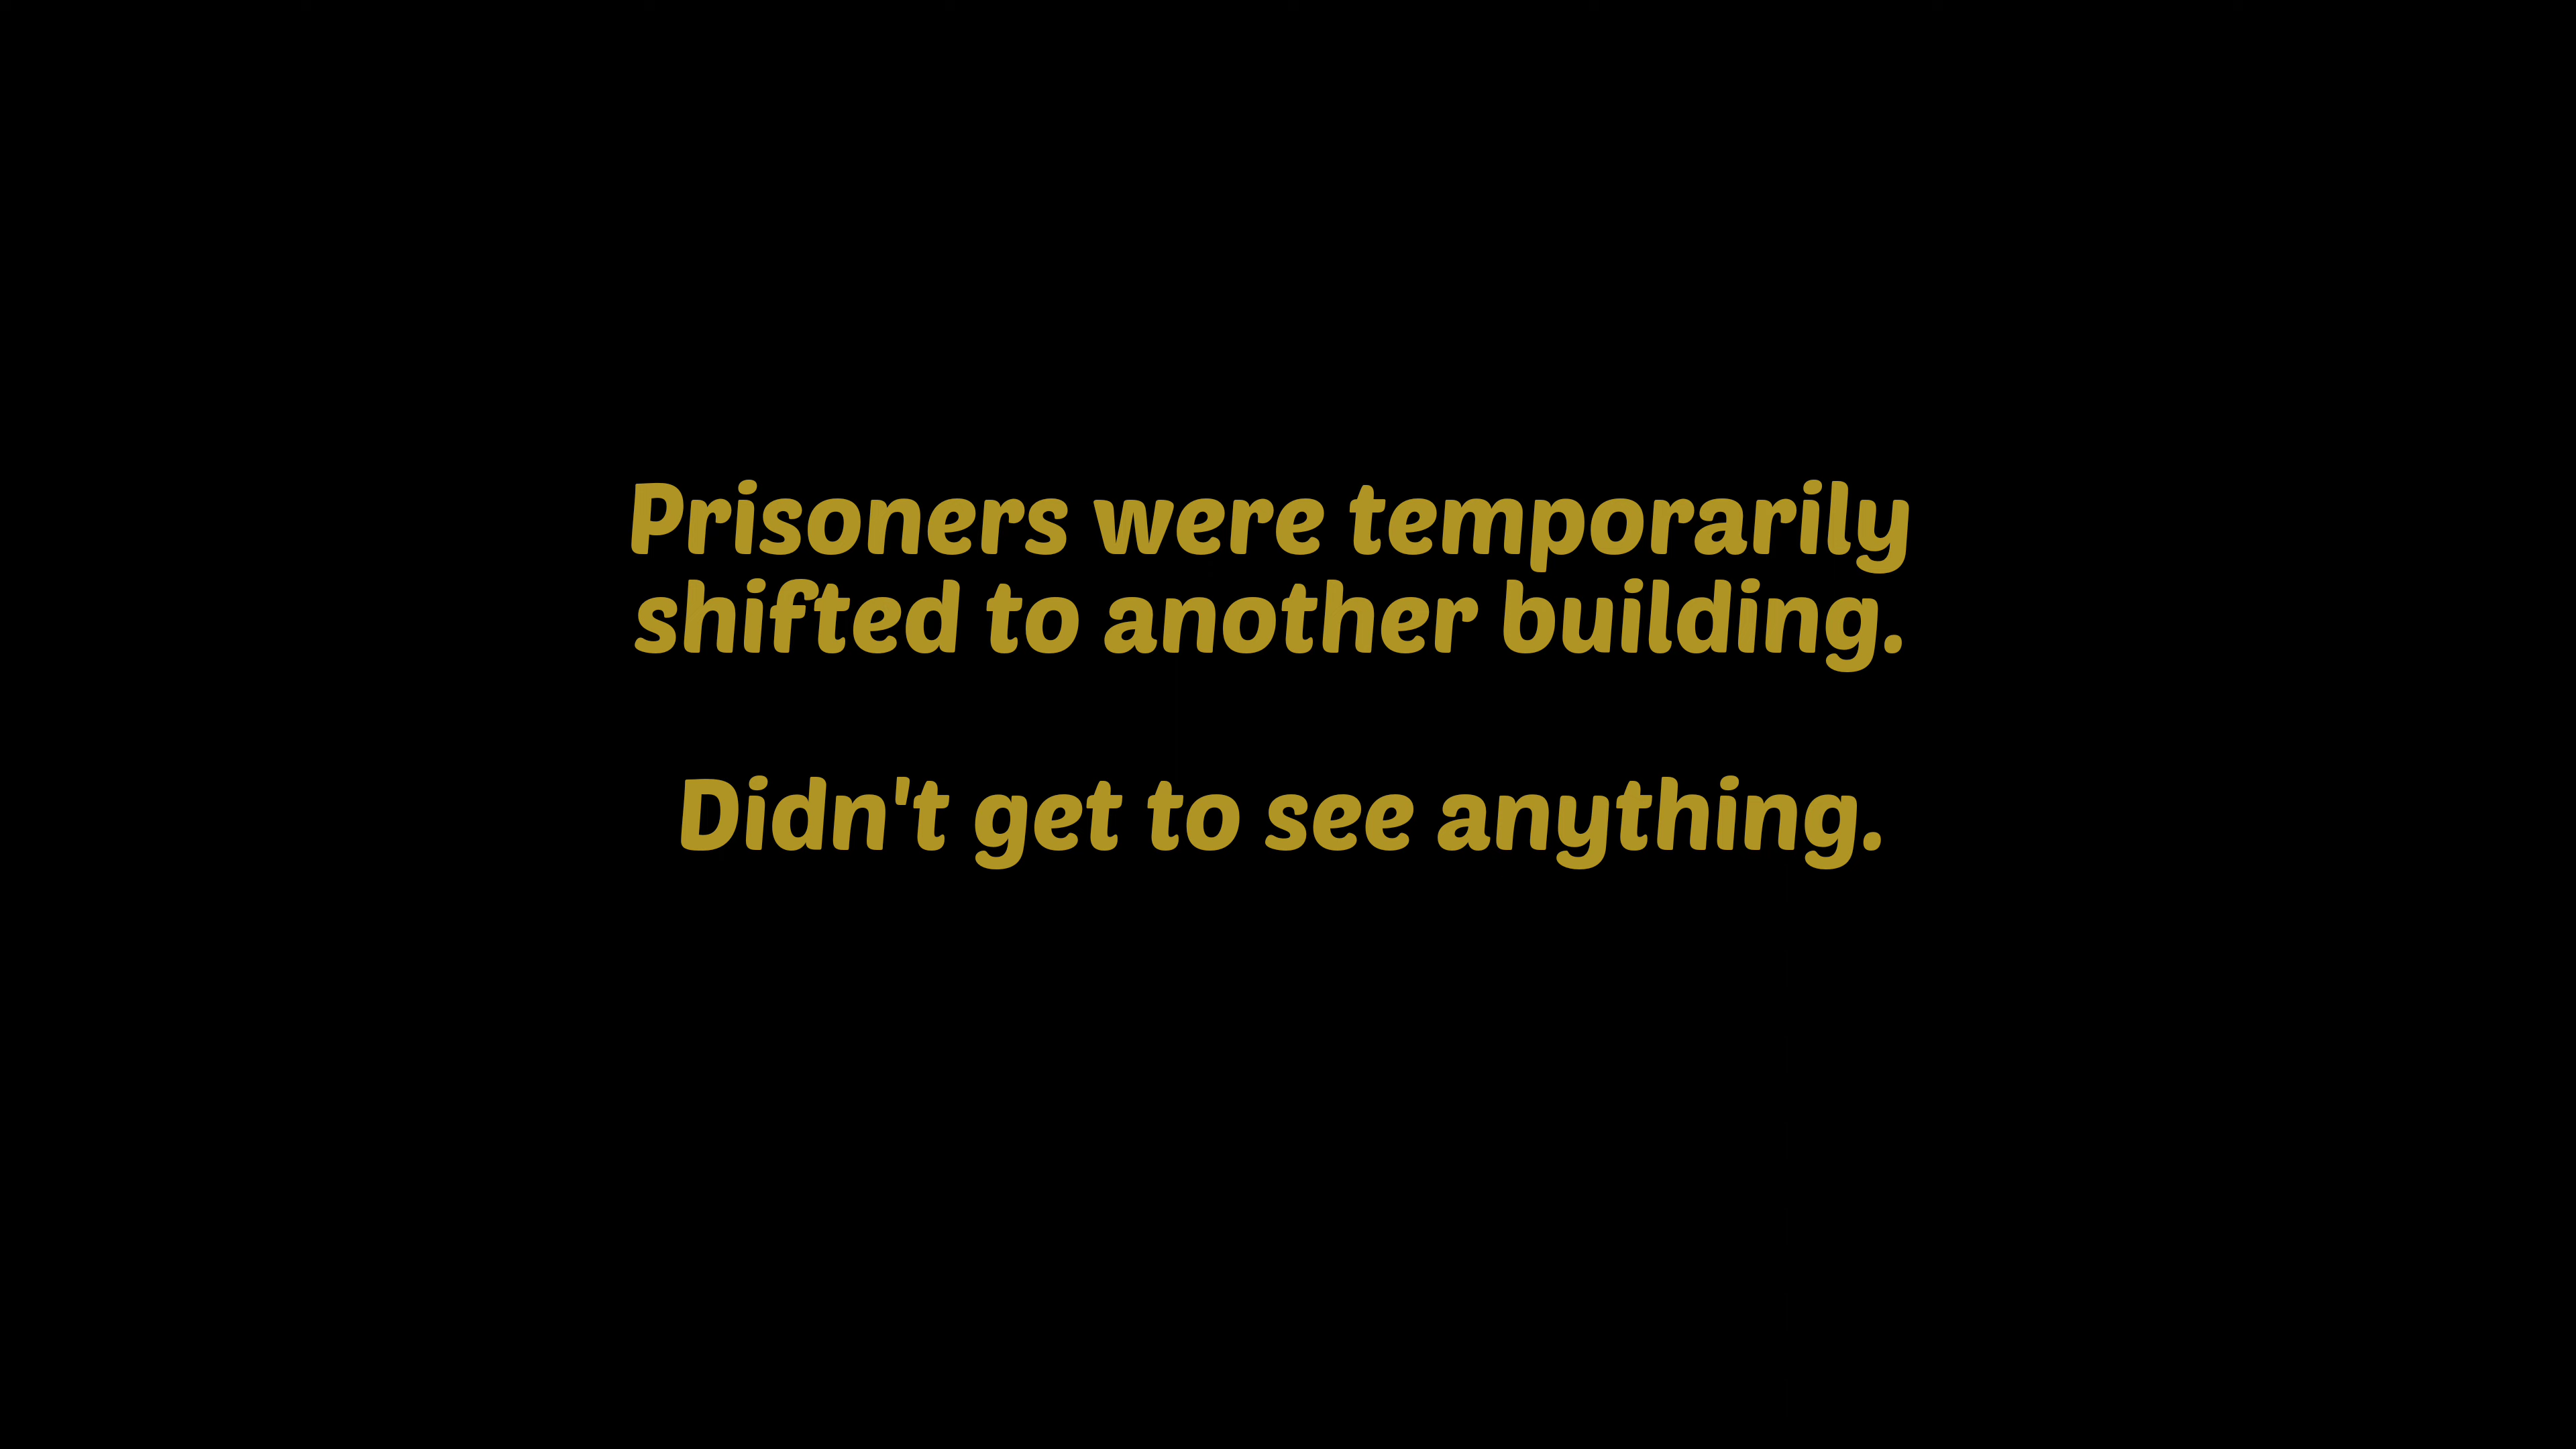 Prisoners were temporarily
shifted to another building.
Didn't get to see anything.